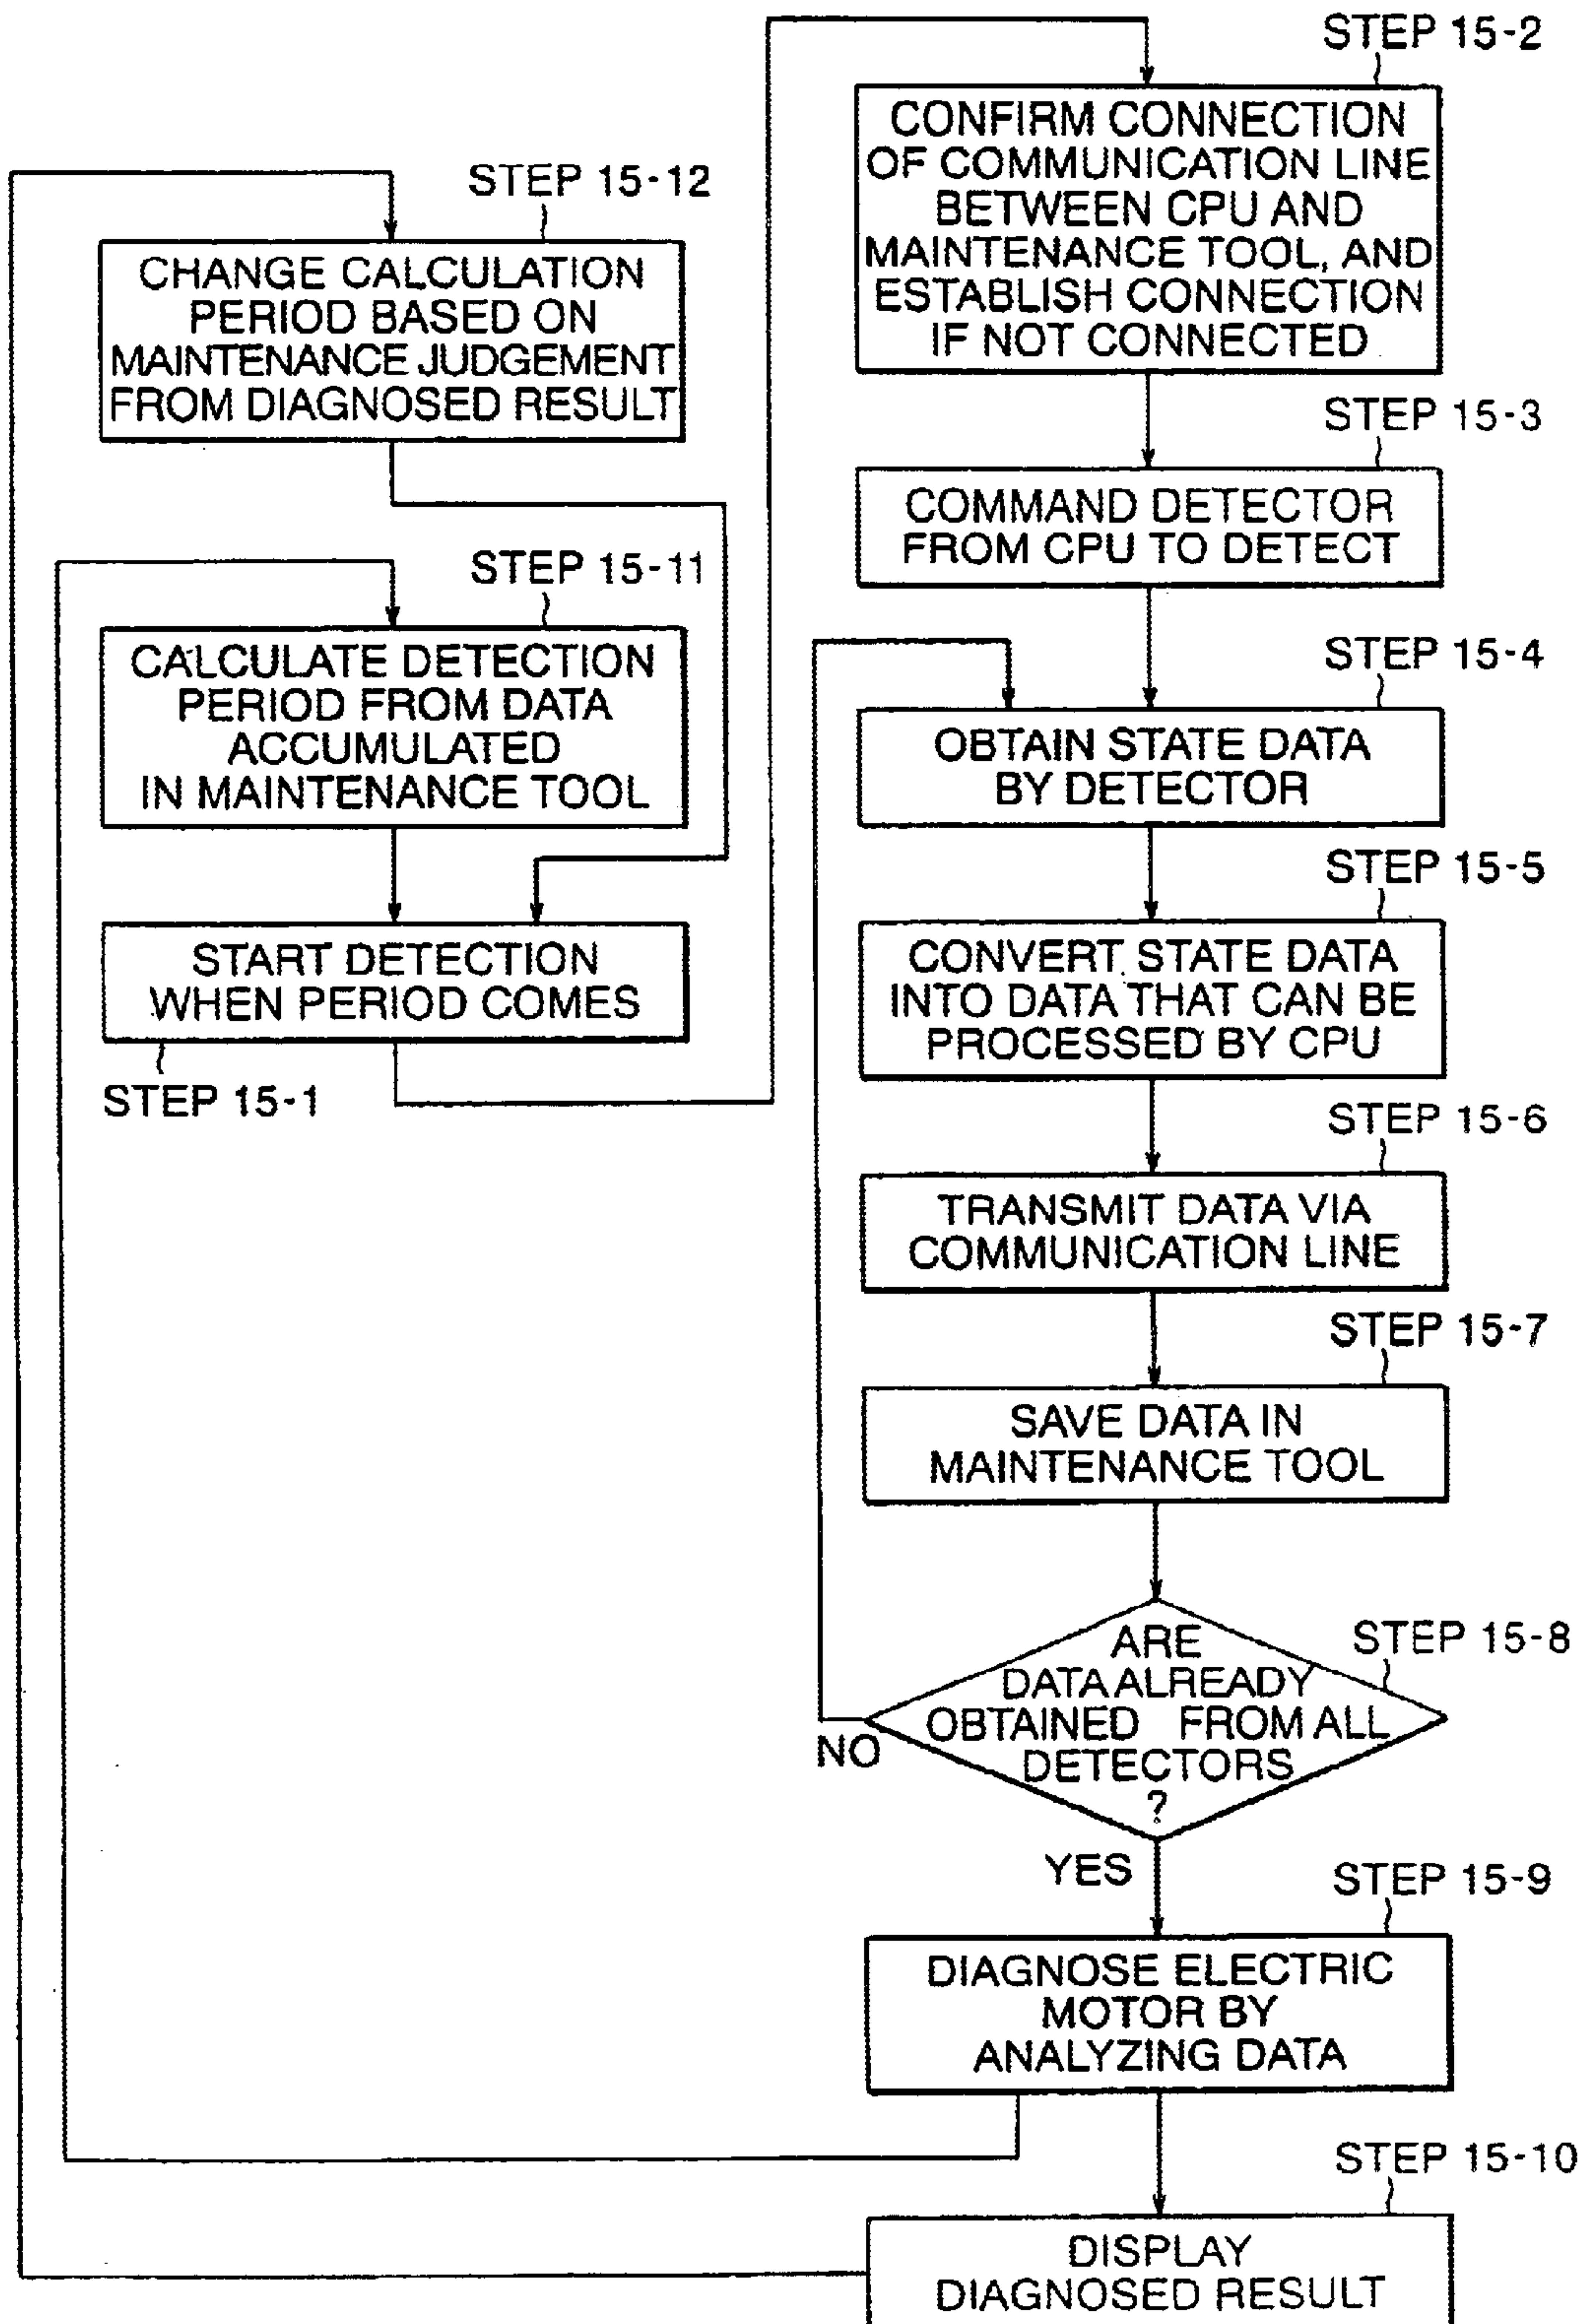 STEP 15-12
CHANGE CALCULATION
PERIOD BASED ON
MAINTENANCE JUDGEMENT
FROM DIAGNOSED RESULT
STEP 15-11
CALCULATE DETECTION
PERIOD FROM DATA
ACCUMULATED
IN MAINTENANCE TOOL
START DETECTION
WHEN PERIOD COMES
STEP 15-1
STEP 15-2
CONFIRM CONNECTION
OF COMMUNICATION LINE
BETWEEN CPU AND
MAINTENANCE TOOL, AND
ESTABLISH CONNECTION
IF NOT CONNECTED
STEP 15-3
COMMAND DETECTOR
FROM CPU TO DETECT
STEP 15-4
OBTAIN STATE DATA
BY DETECTOR
STEP 15-5
CONVERT STATE DATA
INTO DATA THAT CAN BE
PROCESSED BY CPU
STEP 15-6
TRANSMIT DATA VIA
COMMUNICATION LINE
STEP 15-7
SAVE DATA IN
MAINTENANCE TOOL
STEP 15-8
ARE
DATA ALREADY
OBTAINED FROM ALL
DETECTORS
?
NO
YES
STEP 15-9
DIAGNOSE ELECTRIC
MOTOR BY
ANALYZING DATA
STEP 15-10
DISPLAY
DIAGNOSED RESULT